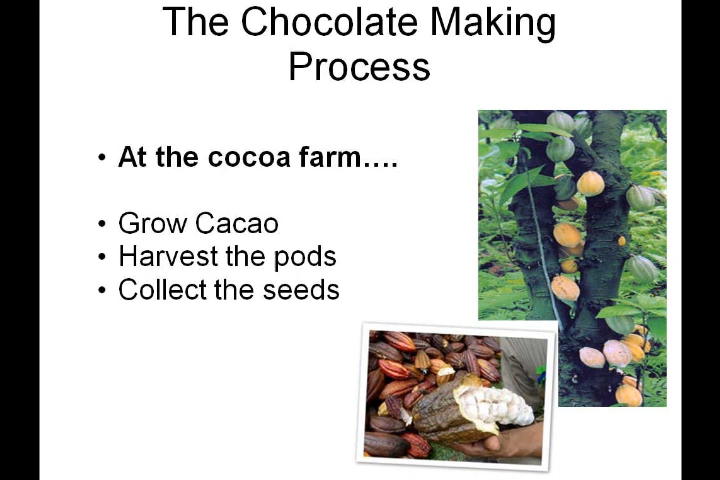 The Chocolate Making
Process
• At the cocoa farm....
• Grow Cacao
• Harvest the pods
• Collect the seeds